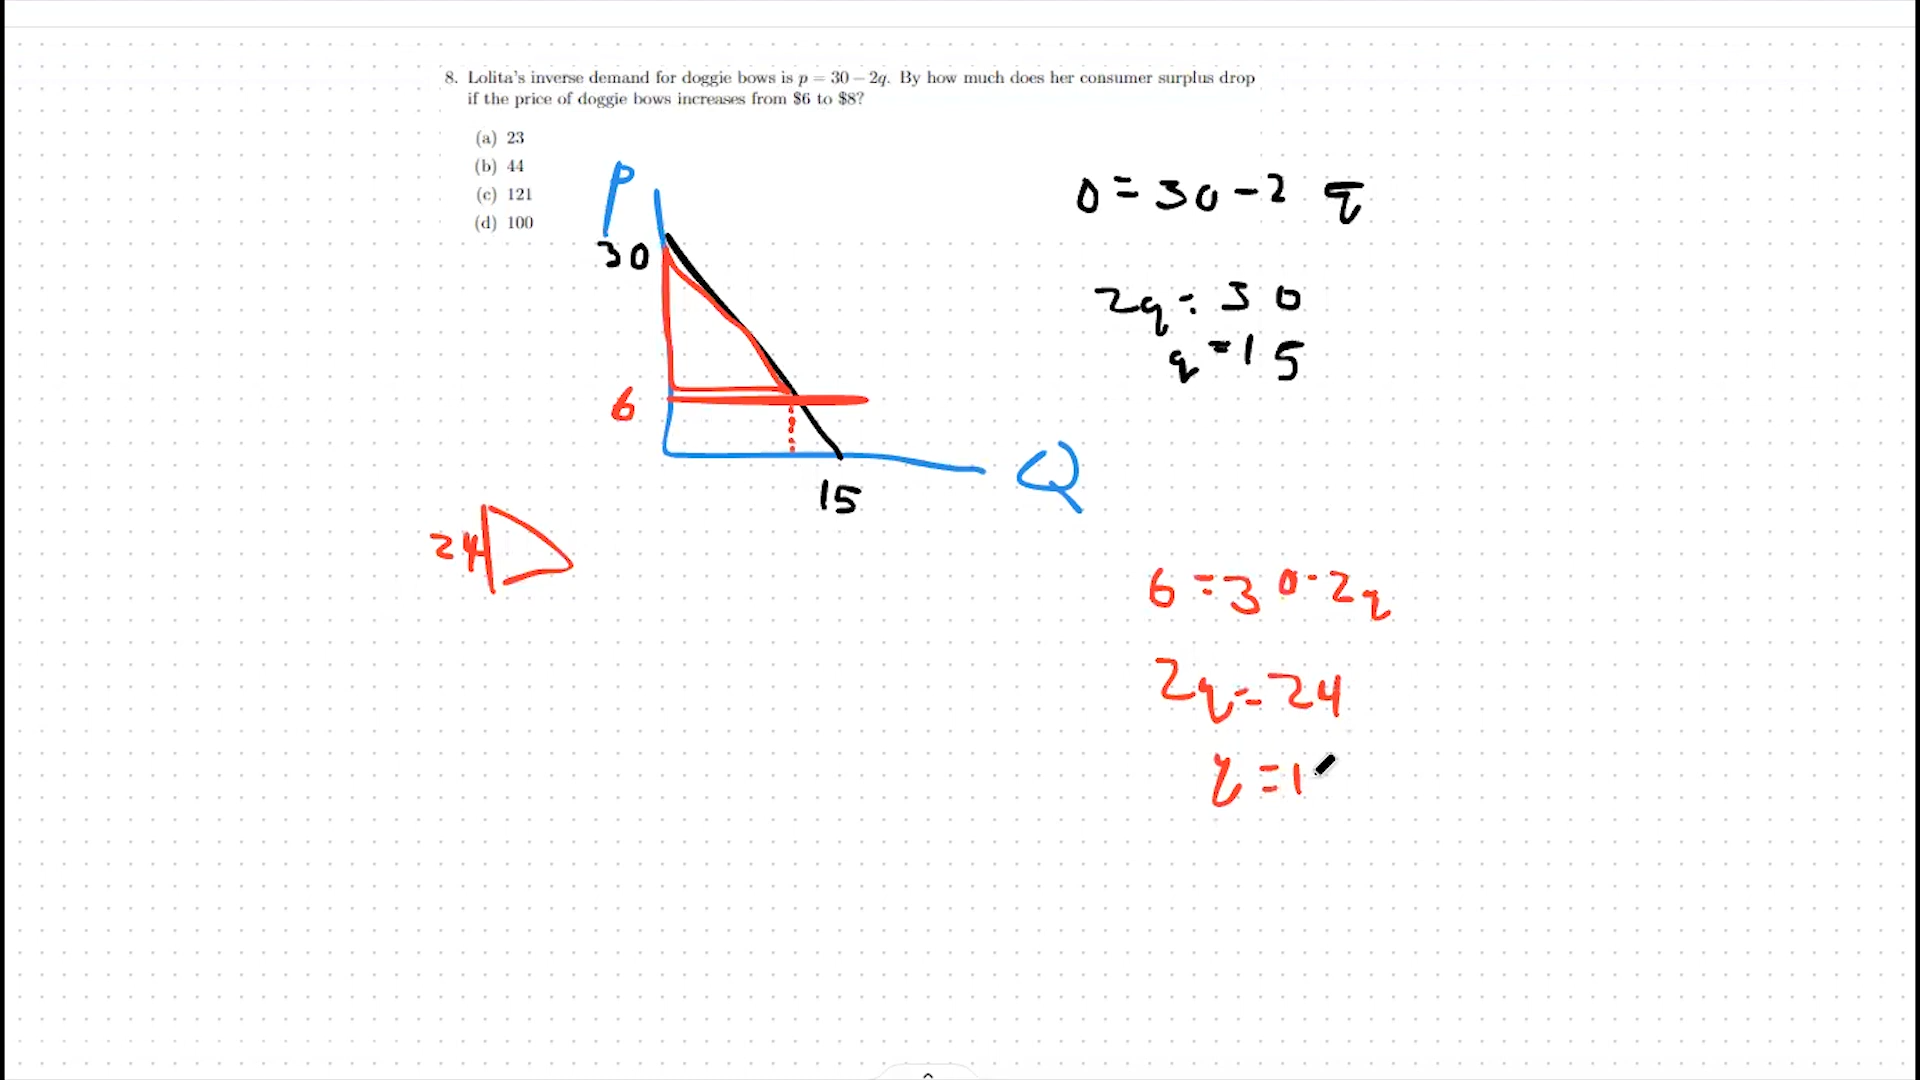 8. Lolita's inverse demand for doggie bows is p = 30 − 2q. By how much does her consumer surplus drop
if the price of doggie bows increases from $6 to $8?
(a) 23
(b) 44
(c) 121
(d) 100
P
30
6
15
Q
24
0 = 30 - 2 q
2q = 30
q = 15
6 = 30 - 2q
2q = 24
q = 1